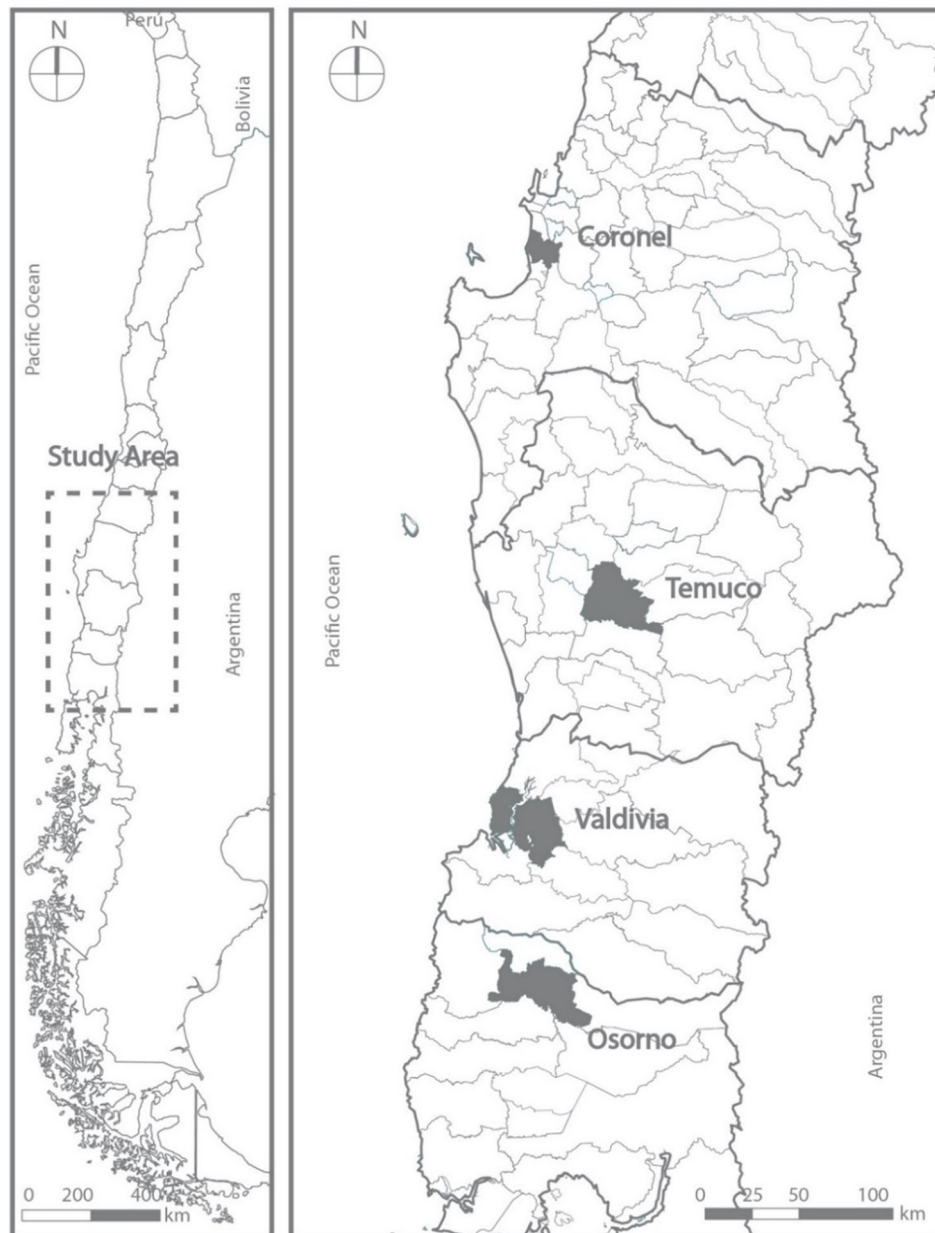 Perú
N
Bolivia
Pacific Ocean
Study Area
Argentina
0 200 400
km
N
Coronel
Temuco
Pacific Ocean
Valdivia
Osorno
Argentina
0 25 50 100
km